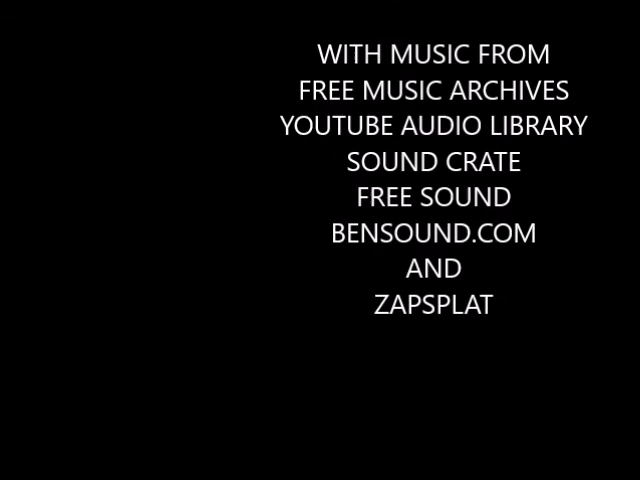 WITH MUSIC FROM
FREE MUSIC ARCHIVES
YOUTUBE AUDIO LIBRARY
SOUND CRATE
FREE SOUND
BENSOUND.COM
AND
ZAPSPLAT